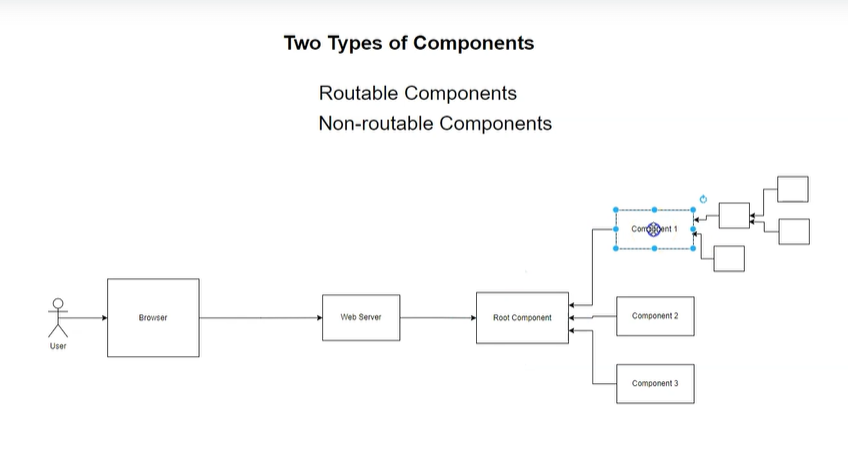 Two Types of Components
Routable Components
Non-routable Components
Component 1
Browser
Web Server
Root Component
Component 2
User
Component 3